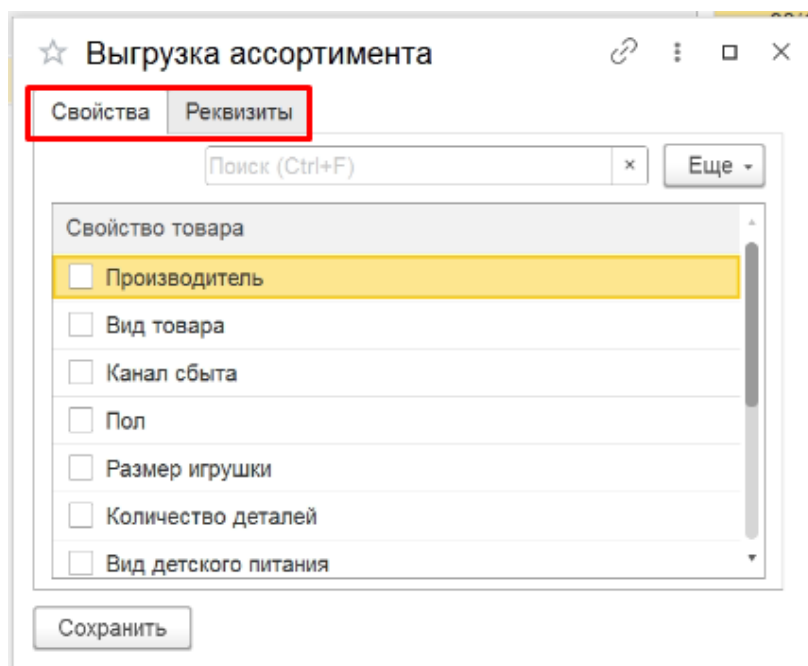 Выгрузка ассортимента
Свойства Реквизиты
Поиск (Ctrl+F) × Еще
Свойство товара
Производитель
Вид товара
Канал сбыта
Пол
Размер игрушки
Количество деталей
Вид детского питания
Сохранить